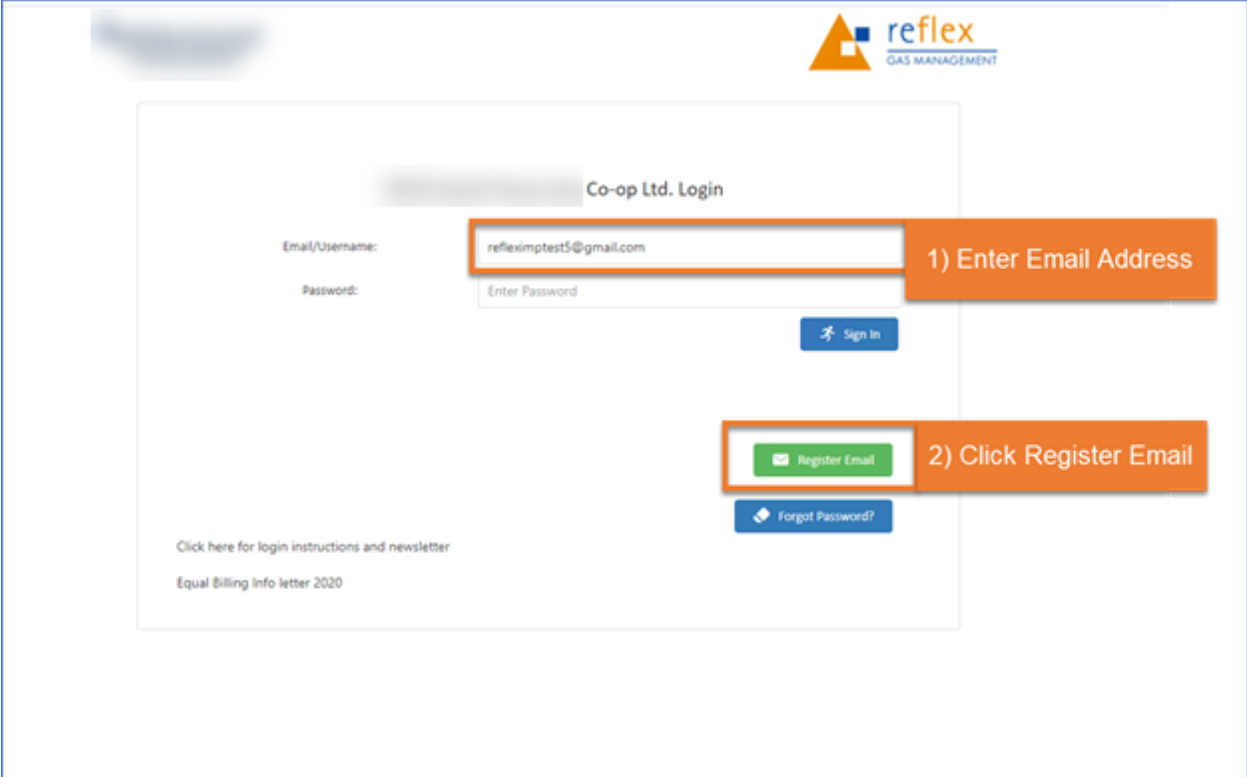 reflex
GAS MANAGEMENT
Co-op Ltd. Login
Email/Username:
refleximptest5@gmail.com
1) Enter Email Address
Password:
Enter Password
Sign In
Register Email
2) Click Register Email
Forgot Password?
Click here for login instructions and newsletter
Equal Billing Info letter 2020